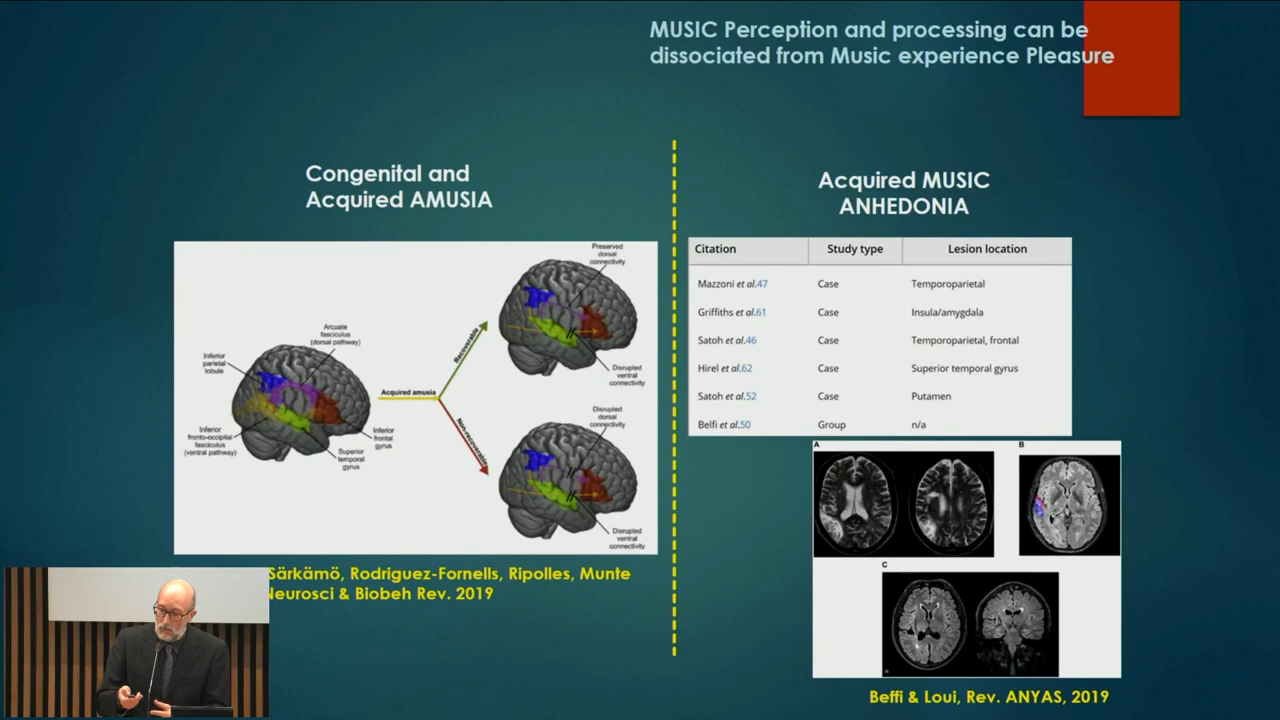 MUSIC Perception and processing can be
dissociated from Music experience Pleasure
Congenital and
Acquired AMUSIA
Preserved
dorsal
connectivity
Arcuate
fasciculus
(dorsal pathway)
Inferior
parietal
lobule
Recoverable
Acquired amusia
Disrupted
ventral
connectivity
Disrupted
dorsal
connectivity
Non-recoverable
Inferior
fronto-occipital
fasciculus
(ventral pathway)
Superior
temporal
gyrus
Inferior
frontal
gyrus
Disrupted
ventral
connectivity
Särkämö, Rodriguez-Fornells, Ripolles, Munte
Neurosci & Biobeh Rev. 2019
Acquired MUSIC
ANHEDONIA
Citation Study type Lesion location
Mazzoni et al.47 Case Temporoparietal
Griffiths et al.61 Case Insula/amygdala
Satoh et al.46 Case Temporoparietal, frontal
Hirel et al.62 Case Superior temporal gyrus
Satoh et al.52 Case Putamen
Belfi et al.50 Group n/a
A
B
C
Beffi & Loui, Rev. ANYAS, 2019